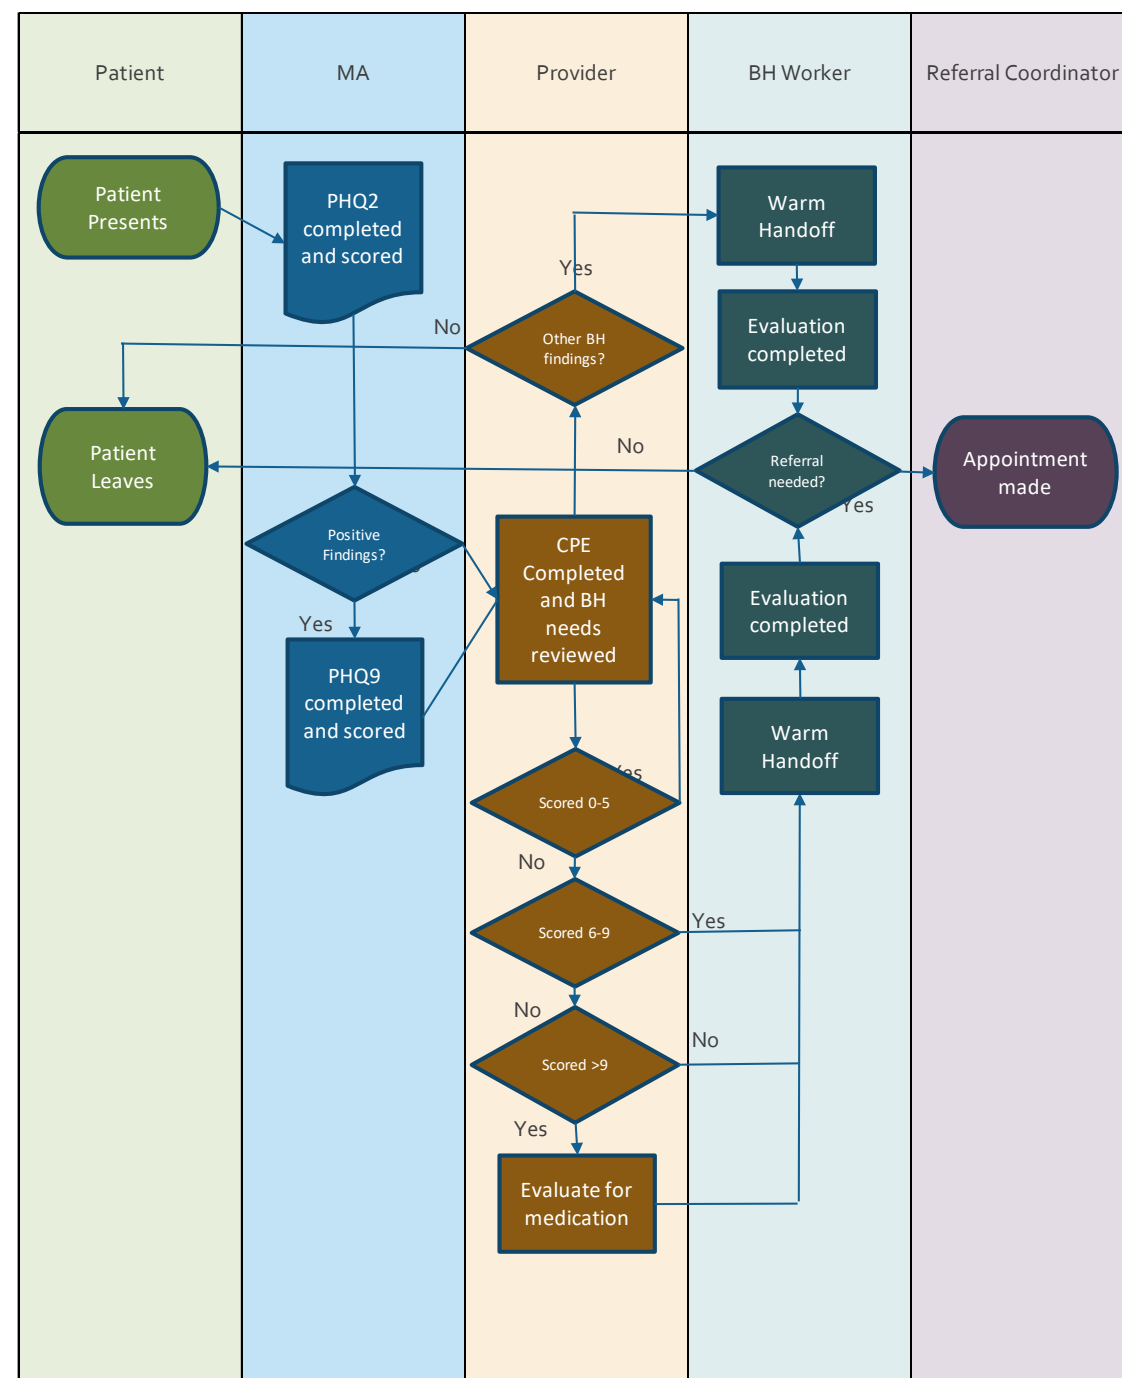 Patient
MA
Provider
BH Worker
Referral Coordinator
Patient
Presents
PHQ2
completed
and scored
Warm
Handoff
Yes
No
Other BH
findings?
Evaluation
completed
Patient
Leaves
No
Referral
needed?
Yes
Appointment
made
Positive
Findings?
Yes
CPE
Completed
and BH
needs
reviewed
Evaluation
completed
PHQ9
completed
and scored
Warm
Handoff
Yes
Scored 0-5
No
Scored 6-9
Yes
No
Scored >9
No
Yes
Evaluate for
medication